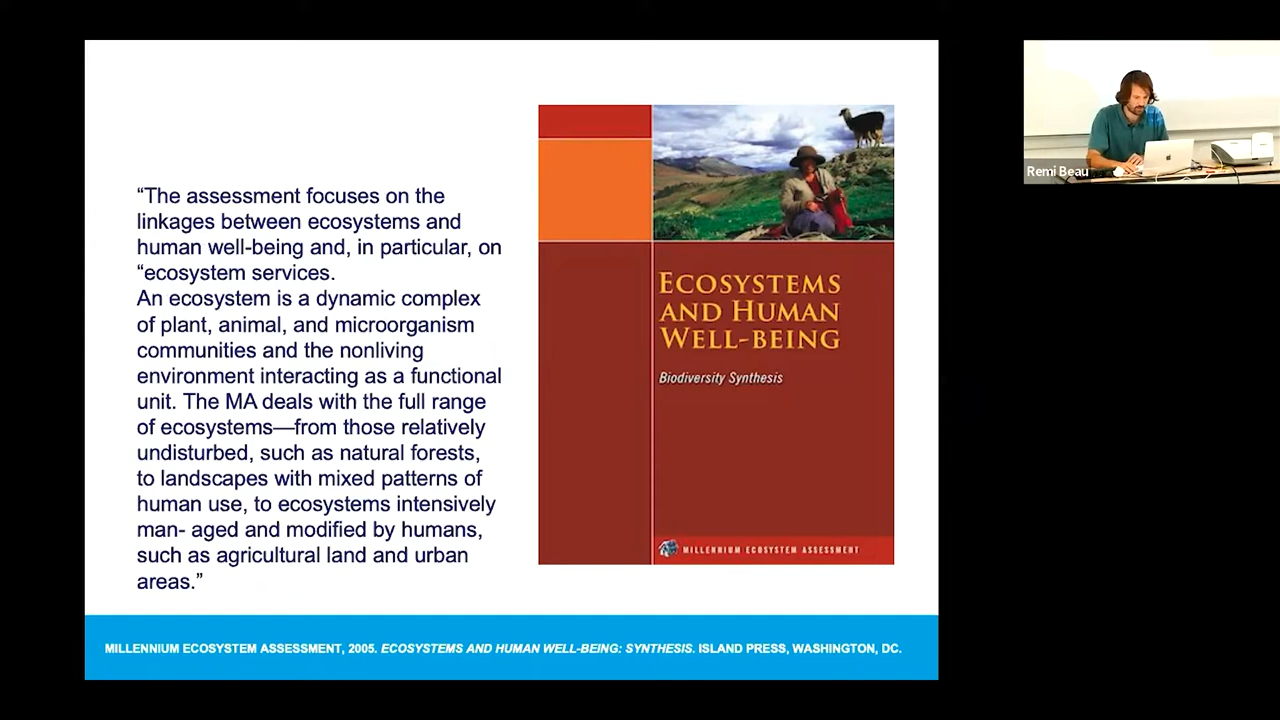 “The assessment focuses on the
linkages between ecosystems and
human well-being and, in particular, on
“ecosystem services.
An ecosystem is a dynamic complex
of plant, animal, and microorganism
communities and the nonliving
environment interacting as a functional
unit. The MA deals with the full range
of ecosystems—from those relatively
undisturbed, such as natural forests,
to landscapes with mixed patterns of
human use, to ecosystems intensively
man- aged and modified by humans,
such as agricultural land and urban
areas.”
ECOSYSTEMS
AND HUMAN
WELL-BEING
Biodiversity Synthesis
MILLENNIUM ECOSYSTEM ASSESSMENT
MILLENNIUM ECOSYSTEM ASSESSMENT, 2005. ECOSYSTEMS AND HUMAN WELL-BEING: SYNTHESIS. ISLAND PRESS, WASHINGTON, DC.
Remi Beau